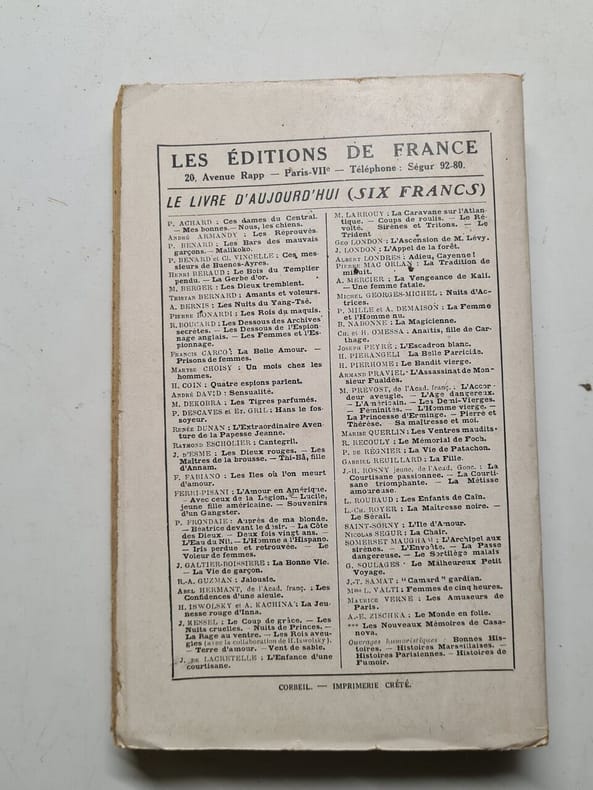 LES ÉDITIONS DE FRANCE
20, Avenue Rapp — Paris-VIIe — Téléphone : Ségur 92-80.
LE LIVRE D'AUJOURD'HUI (SIX FRANCS)
P. ACHARD : Ces dames du Central.
— Mes bonnes. — Nous, les chiens.
ANDRÉ ARMANDY : Les Réprouvés.
P. BENARD : Les Bars des mauvais
garçons. — Malikoko.
P. BENARD et CL. VINCELLE : Ces messieurs de Buenos-Ayres.
HENRI BERAUD : Le Bois du Templier
pendu. — La Gerbe d'or.
M. BERGER : Les Dieux tremblent.
TRISTAN BERNARD : Amants et voleurs.
A. BERNIS : Les Nuits du Yang-Tsé.
PIERRE BONARDI : Les Rois du maquis.
R. BOUCARD : Les Dessous des Archives
secrètes. — Les Dessous de l'Espion-
nage anglais. — Les Femmes et l'Es-
pionnage.
FRANCIS CARCO : La Belle Amour. —
Prisons de femmes.
MARYSE CHOISY : Un mois chez les
hommes.
H. COIN : Quatre espions parlent.
ANDRÉ DAVID : Sensualité.
M. DEKOBRA : Les Tigres parfumés.
P. DESCAVES et ET. GRIL : Hans le fos-
soyeur.
RENÉE DUNAN : L'Extraordinaire Aven-
ture de la Papesse Jeanne.
RAYMOND ESCHOLIER : Cantegril.
J. D'ESME : Les Dieux rouges. — Les
Maîtres de la brousse. — Thi-Bâ, fille
d'Annam.
F. FABIANO : Les Iles où l'on meurt
d'amour.
FERRI-PISANI : L'Amour en Amérique.
— Avec ceux de la Légion. — Lucile,
jeune fille américaine. — Souvenirs
d'un Gangster.
P. FRONDAIE : Auprès de ma blonde.
— Béatrice devant le désir. — La Côte
des Dieux. — Deux fois vingt ans. —
L'Eau du Nil. — L'Homme à l'Hispano.
— Iris perdue et retrouvée. — Le
Voleur de femmes.
J. GALTIER-BOISSIERE : La Bonne Vie.
— La Vie de garçon.
R.-A. GUZMAN : Jalousie.
ABEL HERMANT, de l'Acad. franç. : Les
Confidences d'une aïeule.
H. ISWOLSKY et A. KACHINA : La Jeu-
nesse rouge d'Inna.
J. KESSEL : Le Coup de grâce. — Les
Nuits cruelles. — Nuits de Princes. —
La Rage au ventre. — Les Rois aveu-
gles (avec la collaboration de H. Iswolsky).
— Terre d'amour. — Vent de sable.
J. DE LACRETELLE : L'Enfance d'une
courtisane.
M. LARROUY : La Caravane sur l'Atlan-
tique. — Coups de roulis. — Le Ré-
volté. — Sirènes et Tritons. — Le
Trident
GEO LONDON : L'Ascension de M. Lévy.
J. LONDON : L'Appel de la forêt.
ALBERT LONDRES : Adieu, Cayenne !
PIERRE MAC ORLAN : La Tradition de
minuit.
A. MERCIER : La Vengeance de Kali.
— Une femme fatale.
MICHEL GEORGES-MICHEL : Nuits d'Ac-
trices.
P. MILLE et A. DEMAISON : La Femme
et l'Homme nu.
B. NABONNE : La Magicienne.
CH. et H. OMESSA : Anaïtis, fille de Car-
thage.
JOSEPH PEYRÉ : L'Escadron blanc.
H. PIERANGELI La Belle Parricide.
H. PIERHOME : Le Bandit vierge.
ARMAND PRAVIEL : L'Assassinat de Mon-
sieur Fualdès.
M. PRÉVOST, de l'Acad. franç. : L'Accor-
deur aveugle. — L'Age dangereux.
— L'Américain. — Les Demi-Vierges.
— Féminités. — L'Homme vierge. —
La Princesse d'Erminge. — Pierre et
Thérèse. Sa maîtresse et moi.
MARISE QUERLIN : Les Ventres maudits.
R. RECOULY : Le Mémorial de Foch.
P. DE RÉGNIER : La Vie de Patachon.
GABRIEL REUILLARD : La Fille.
J.-H. ROSNY jeune, de l'Acad. Gonc. : La
Courtisane passionnée. — La Courti-
sane triomphante. — La Métisse
amoureuse.
L. ROUBAUD : Les Enfants de Caïn.
L.-CH. ROYER : La Maîtresse noire. —
Le Sérail.
SAINT-SORNY : L'Ile d'Amour.
NICOLAS SEGUR : La Chair.
SOMERSET MAUGHAM : L'Archipel aux
sirènes. — L'Envoûté. — La Passe
dangereuse. — Le Sortilège malais
G. SOULAGES : Le Malheureux Petit
Voyage.
J.-T. SAMAT : "Camard" gardian.
Mme L. VALTI : Femmes de cinq heures.
MAURICE VERNE : Les Amuseurs de
Paris.
A.-E. ZISCHKA : Le Monde en folie.
*** Les Nouveaux Mémoires de Casa-
nova.
Ouvrages humoristiques : Bonnes His-
toires. — Histoires Marseillaises. —
Histoires Parisiennes. — Histoires de
Fumoir.
CORBEIL. — IMPRIMERIE CRÉTÉ.